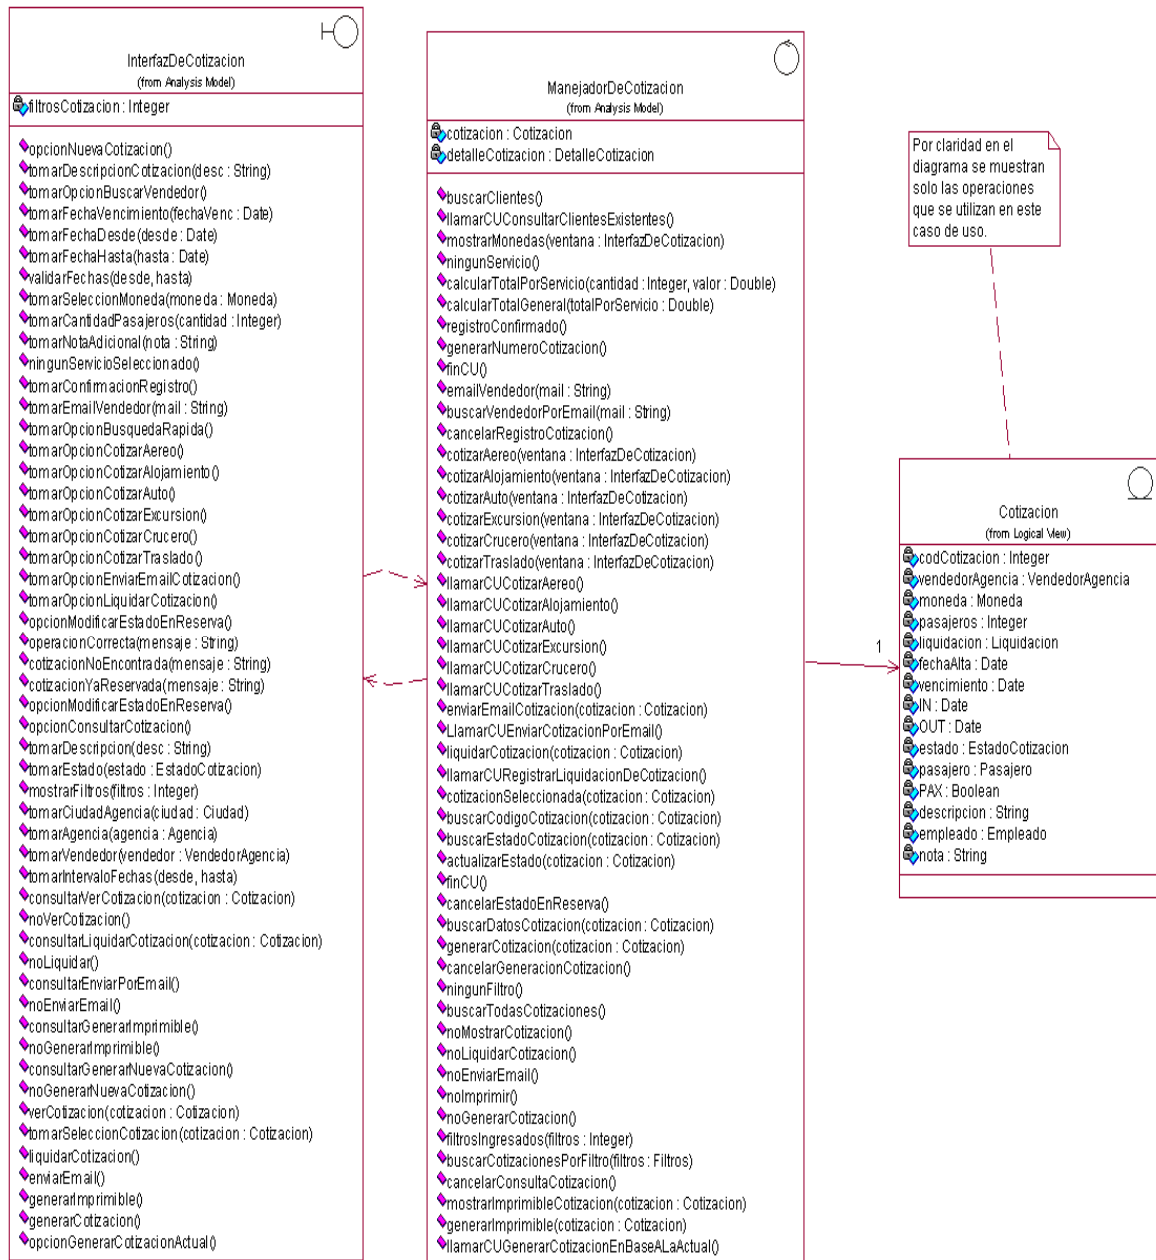 InterfazDeCotizacion
(from Analysis Model)
filtrosCotizacion : Integer
opcionNuevaCotizacion()
tomarDescripcionCotizacion(desc : String)
tomarOpcionBuscarVendedor()
tomarFechaVencimiento(fechaVenc : Date)
tomarFechaDesde(desde : Date)
tomarFechaHasta(hasta : Date)
validarFechas(desde, hasta)
tomarSeleccionMoneda(moneda : Moneda)
tomarCantidadPasajeros(cantidad : Integer)
tomarNotaAdicional(nota : String)
ningunServicioSeleccionado()
tomarConfirmacionRegistro()
tomarEmailVendedor(mail : String)
tomarOpcionBusquedaRapida()
tomarOpcionCotizarAereo()
tomarOpcionCotizarAlojamiento()
tomarOpcionCotizarAuto()
tomarOpcionCotizarExcursion()
tomarOpcionCotizarCrucero()
tomarOpcionCotizarTraslado()
tomarOpcionEnviarEmailCotizacion()
tomarOpcionLiquidarCotizacion()
opcionModificarEstadoEnReserva()
operacionCorrecta(mensaje : String)
cotizacionNoEncontrada(mensaje : String)
cotizacionYaReservada(mensaje : String)
opcionModificarEstadoEnReserva()
opcionConsultarCotizacion()
tomarDescripcion(desc : String)
tomarEstado(estado : EstadoCotizacion)
mostrarFiltros(filtros : Integer)
tomarCiudadAgencia(ciudad : Ciudad)
tomarAgencia(agencia : Agencia)
tomarVendedor(vendedor : VendedorAgencia)
tomarIntervaloFechas(desde, hasta)
consultarVerCotizacion(cotizacion : Cotizacion)
noVerCotizacion()
consultarLiquidarCotizacion(cotizacion : Cotizacion)
noLiquidar()
consultarEnviarPorEmail()
noEnviarEmail()
consultarGenerarImprimible()
noGenerarImprimible()
consultarGenerarNuevaCotizacion()
noGenerarNuevaCotizacion()
verCotizacion(cotizacion : Cotizacion)
tomarSeleccionCotizacion(cotizacion : Cotizacion)
liquidarCotizacion()
enviarEmail()
generarImprimible()
generarCotizacion()
opcionGenerarCotizacionActual()
ManejadorDeCotizacion
(from Analysis Model)
cotizacion : Cotizacion
detalleCotizacion : DetalleCotizacion
buscarClientes()
llamarCUConsultarClientesExistentes()
mostrarMonedas(ventana : InterfazDeCotizacion)
ningunServicio()
calcularTotalPorServicio(cantidad : Integer, valor : Double)
calcularTotalGeneral(totalPorServicio : Double)
registroConfirmado()
generarNumeroCotizacion()
finCU()
emailVendedor(mail : String)
buscarVendedorPorEmail(mail : String)
cancelarRegistroCotizacion()
cotizarAereo(ventana : InterfazDeCotizacion)
cotizarAlojamiento(ventana : InterfazDeCotizacion)
cotizarAuto(ventana : InterfazDeCotizacion)
cotizarExcursion(ventana : InterfazDeCotizacion)
cotizarCrucero(ventana : InterfazDeCotizacion)
cotizarTraslado(ventana : InterfazDeCotizacion)
llamarCUCotizarAereo()
llamarCUCotizarAlojamiento()
llamarCUCotizarAuto()
llamarCUCotizarExcursion()
llamarCUCotizarCrucero()
llamarCUCotizarTraslado()
enviarEmailCotizacion(cotizacion : Cotizacion)
LlamarCUEnviarCotizacionPorEmail()
liquidarCotizacion(cotizacion : Cotizacion)
llamarCURegistrarLiquidacionDeCotizacion()
cotizacionSeleccionada(cotizacion : Cotizacion)
buscarCodigoCotizacion(cotizacion : Cotizacion)
buscarEstadoCotizacion(cotizacion : Cotizacion)
actualizarEstado(cotizacion : Cotizacion)
finCU()
cancelarEstadoEnReserva()
buscarDatosCotizacion(cotizacion : Cotizacion)
generarCotizacion(cotizacion : Cotizacion)
cancelarGeneracionCotizacion()
ningunFiltro()
buscarTodasCotizaciones()
noMostrarCotizacion()
noLiquidarCotizacion()
noEnviarEmail()
noImprimir()
noGenerarCotizacion()
filtrosIngresados(filtros : Integer)
buscarCotizacionesPorFiltro(filtros : Filtros)
cancelarConsultaCotizacion()
mostrarImprimibleCotizacion(cotizacion : Cotizacion)
generarImprimible(cotizacion : Cotizacion)
llamarCUGenerarCotizacionEnBaseALaActual()
Por claridad en el
diagrama se muestran
solo las operaciones
que se utilizan en este
caso de uso.
1
Cotizacion
(from Logical View)
codCotizacion : Integer
vendedorAgencia : VendedorAgencia
moneda : Moneda
pasajeros : Integer
liquidacion : Liquidacion
fechaAlta : Date
vencimiento : Date
IN : Date
OUT : Date
estado : EstadoCotizacion
pasajero : Pasajero
PAX : Boolean
descripcion : String
empleado : Empleado
nota : String